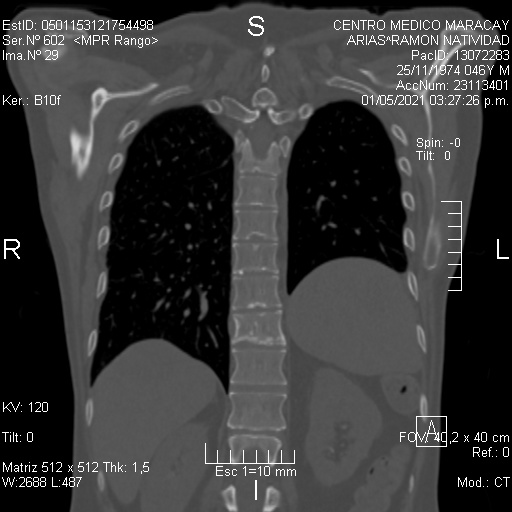 EstID: 0501153121754498
Ser.Nº 602 <MPR Rango>
Ima.Nº 29
Ker.: B10f
S
CENTRO MEDICO MARACAY
ARIAS^RAMON NATIVIDAD
PacID: 13072283
25/11/1974 046Y M
AccNum: 23113401
01/05/2021 03:27:26 p.m.
Spin: -0
Tilt: 0
R
L
KV: 120
Tilt: 0
Matriz 512 x 512 Thk: 1,5
W:2688 L:487
Esc 1=10 mm
I
A
FOV: 40,2 x 40 cm
Ref.: 0
Mod.: CT